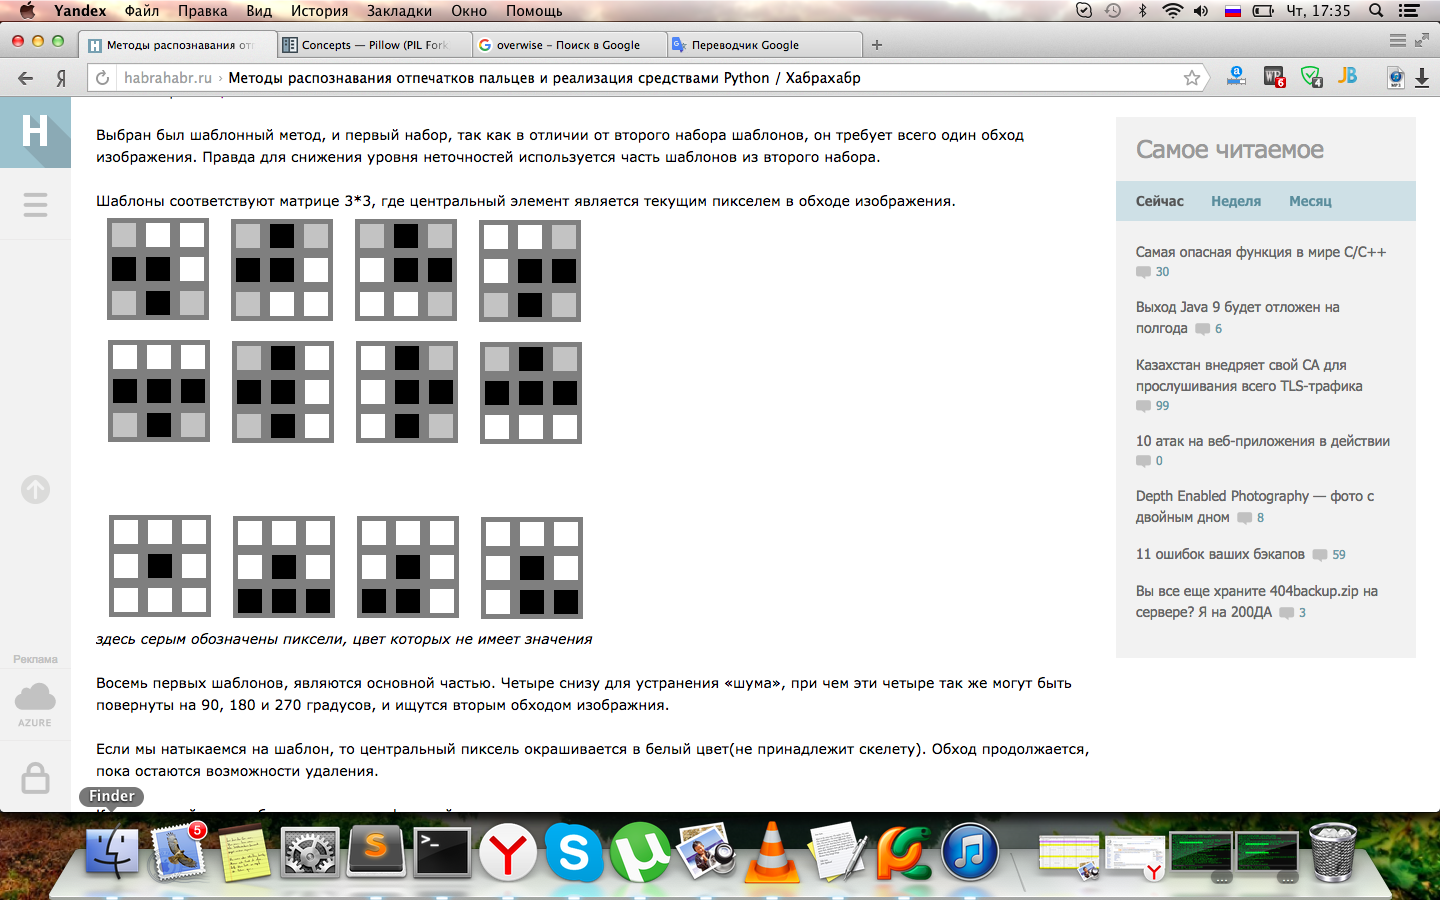 Yandex Файл Правка Вид История Закладки Окно Помощь Чт, 17:35
Методы распознавания от
Concepts — Pillow (PIL Fork
overwise – Поиск в Google
Переводчик Google
habrahabr.ru › Методы распознавания отпечатков пальцев и реализация средствами Python / Хабрахабр
Выбран был шаблонный метод, и первый набор, так как в отличии от второго набора шаблонов, он требует всего один обход
изображения. Правда для снижения уровня неточностей используется часть шаблонов из второго набора.
Шаблоны соответствуют матрице 3*3, где центральный элемент является текущим пикселем в обходе изображения.
здесь серым обозначены пиксели, цвет которых не имеет значения
Восемь первых шаблонов, являются основной частью. Четыре снизу для устранения «шума», при чем эти четыре так же могут быть
повернуты на 90, 180 и 270 градусов, и ищутся вторым обходом изображния.
Если мы натыкаемся на шаблон, то центральный пиксель окрашивается в белый цвет(не принадлежит скелету). Обход продолжается,
пока остаются возможности удаления.
Самое читаемое
Сейчас Неделя Месяц
Самая опасная функция в мире С/С++
30
Выход Java 9 будет отложен на
полгода 6
Казахстан внедряет свой CA для
прослушивания всего TLS-трафика
99
10 атак на веб-приложения в действии
0
Depth Enabled Photography — фото с
двойным дном 8
11 ошибок ваших бэкапов 59
Вы все еще храните 404backup.zip на
сервере? Я на 200ДА 3
Реклама
AZURE
Finder
5